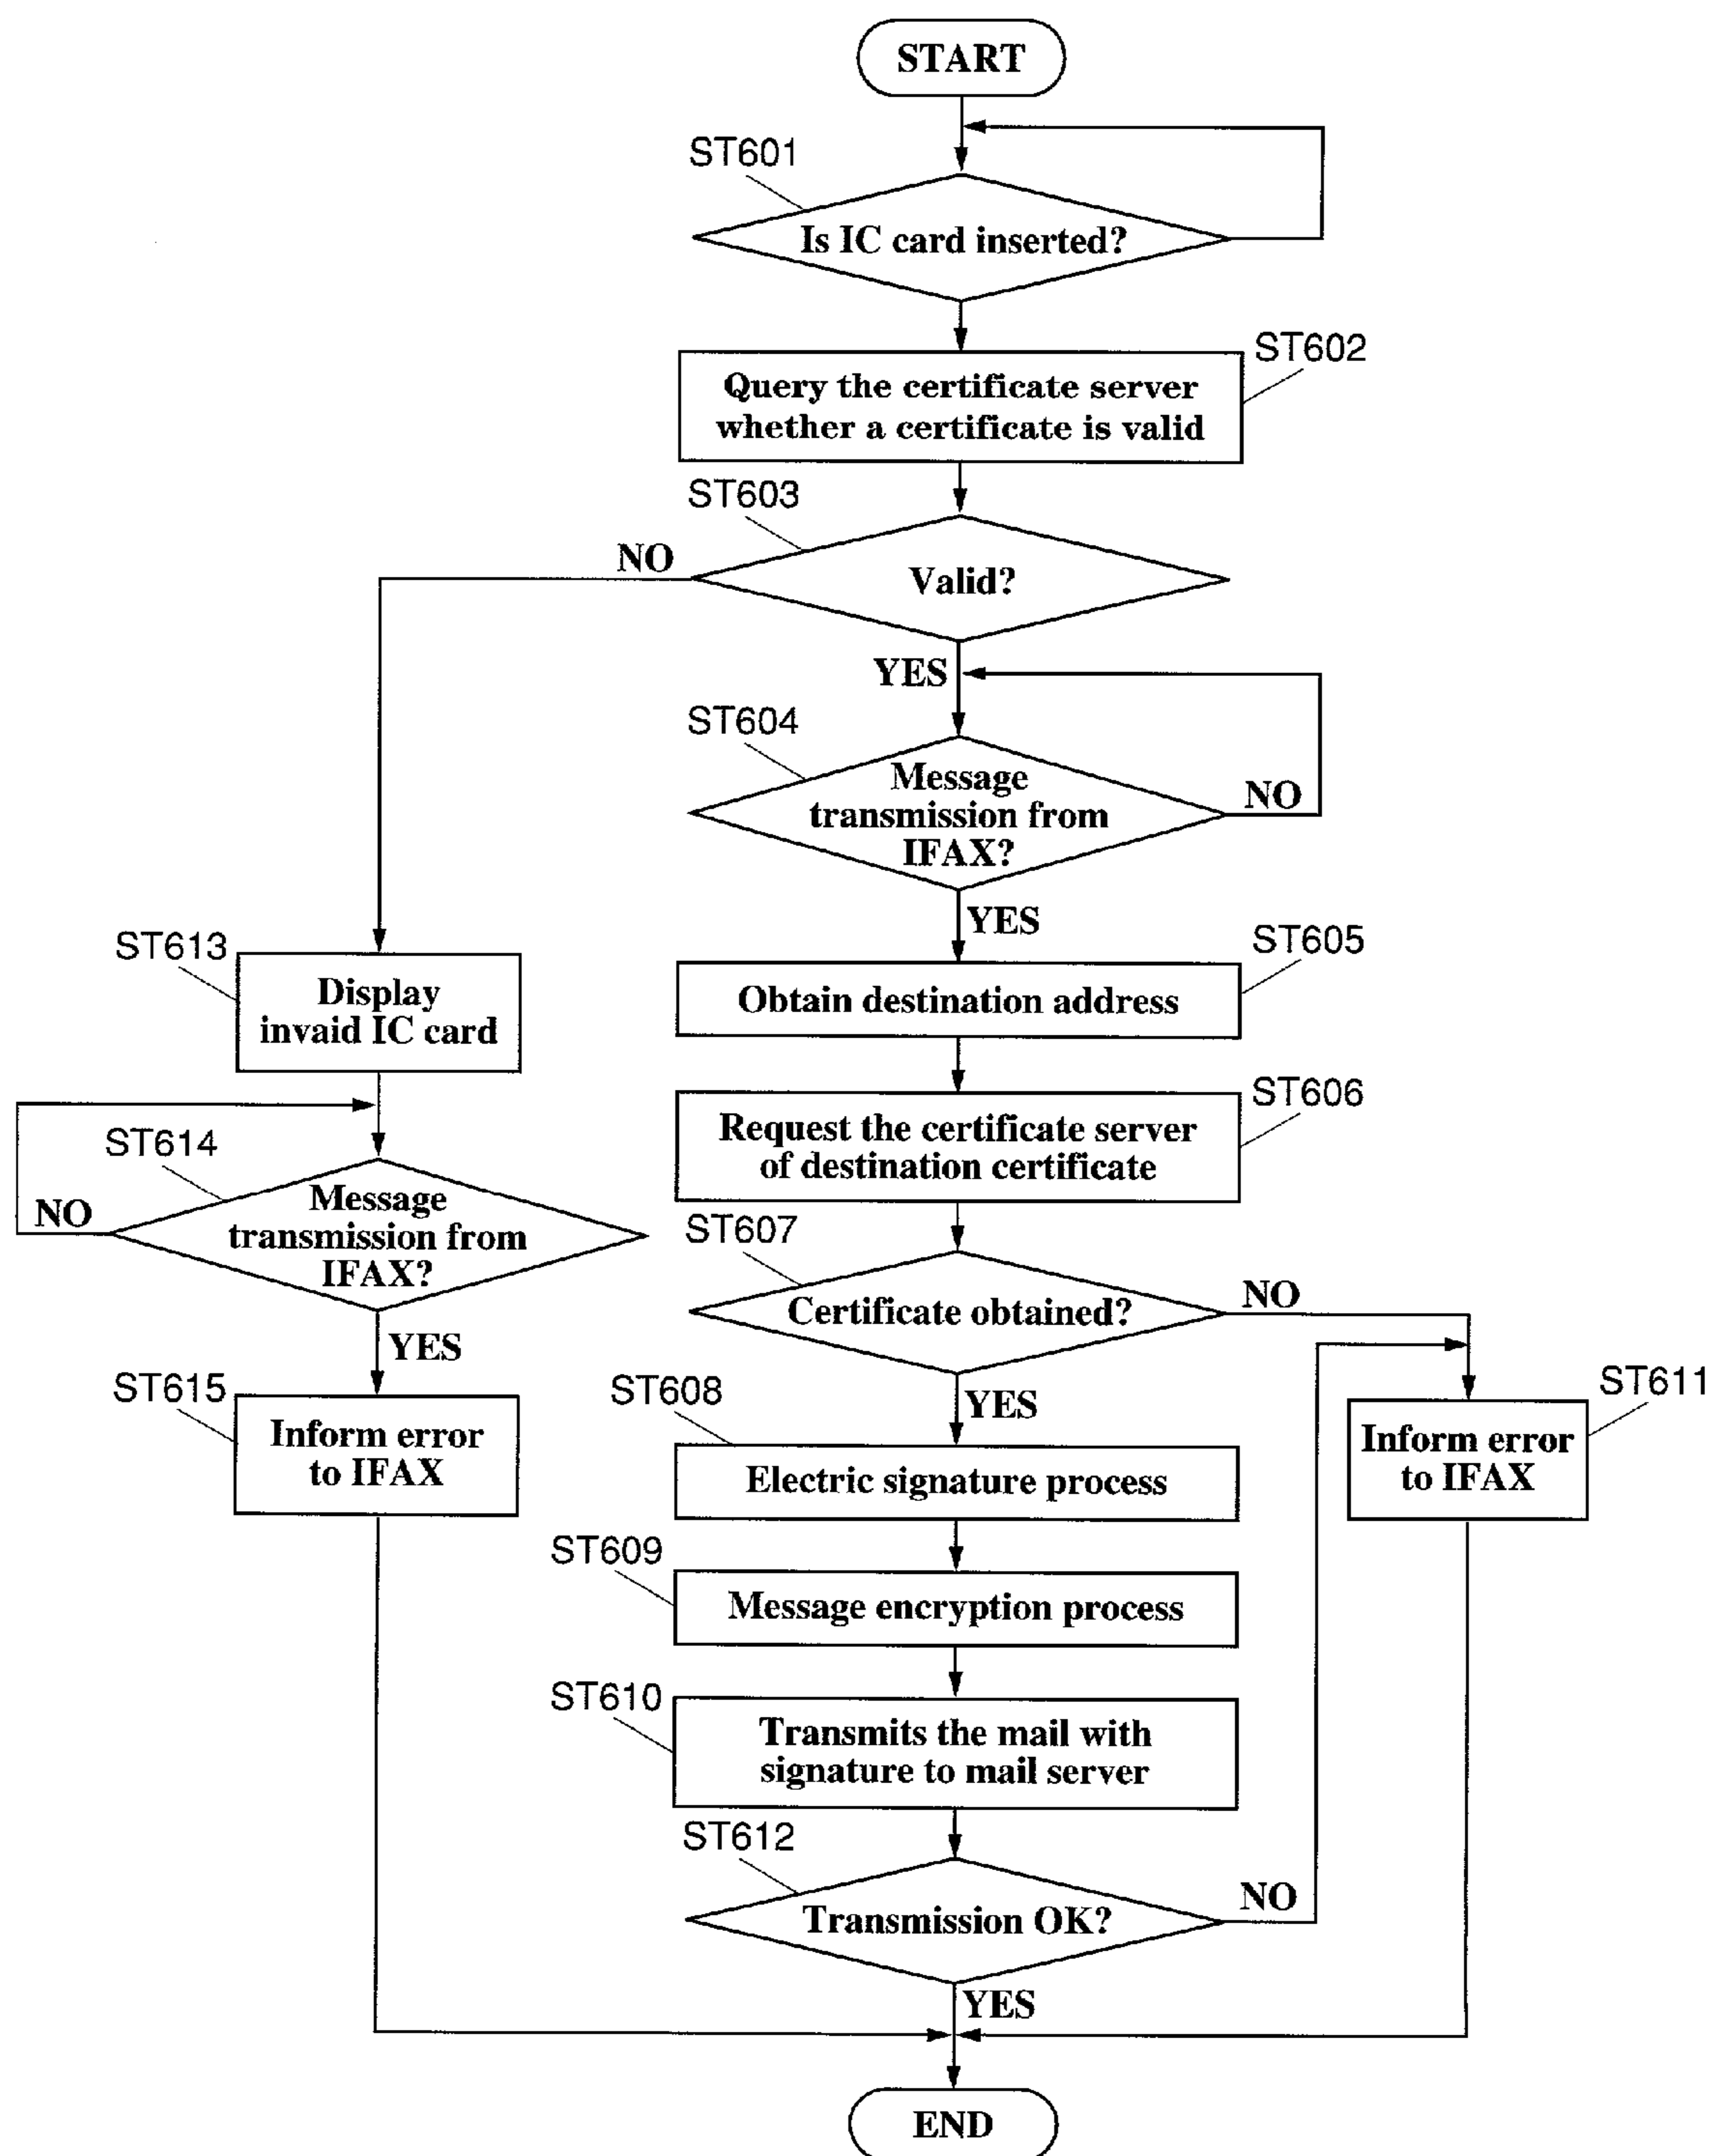 START
ST601
Is IC card inserted?
ST602
Query the certificate server
whether a certificate is valid
ST603
NO
Valid?
YES
ST604
Message
transmission from
IFAX?
NO
YES
ST613
Display
invaid IC card
ST605
Obtain destination address
ST606
Request the certificate server
of destination certificate
ST614
Message
transmission from
IFAX?
NO
YES
ST607
Certificate obtained?
NO
YES
ST615
Inform error
to IFAX
ST608
Electric signature process
ST611
Inform error
to IFAX
ST609
Message encryption process
ST610
Transmits the mail with
signature to mail server
ST612
Transmission OK?
NO
YES
END